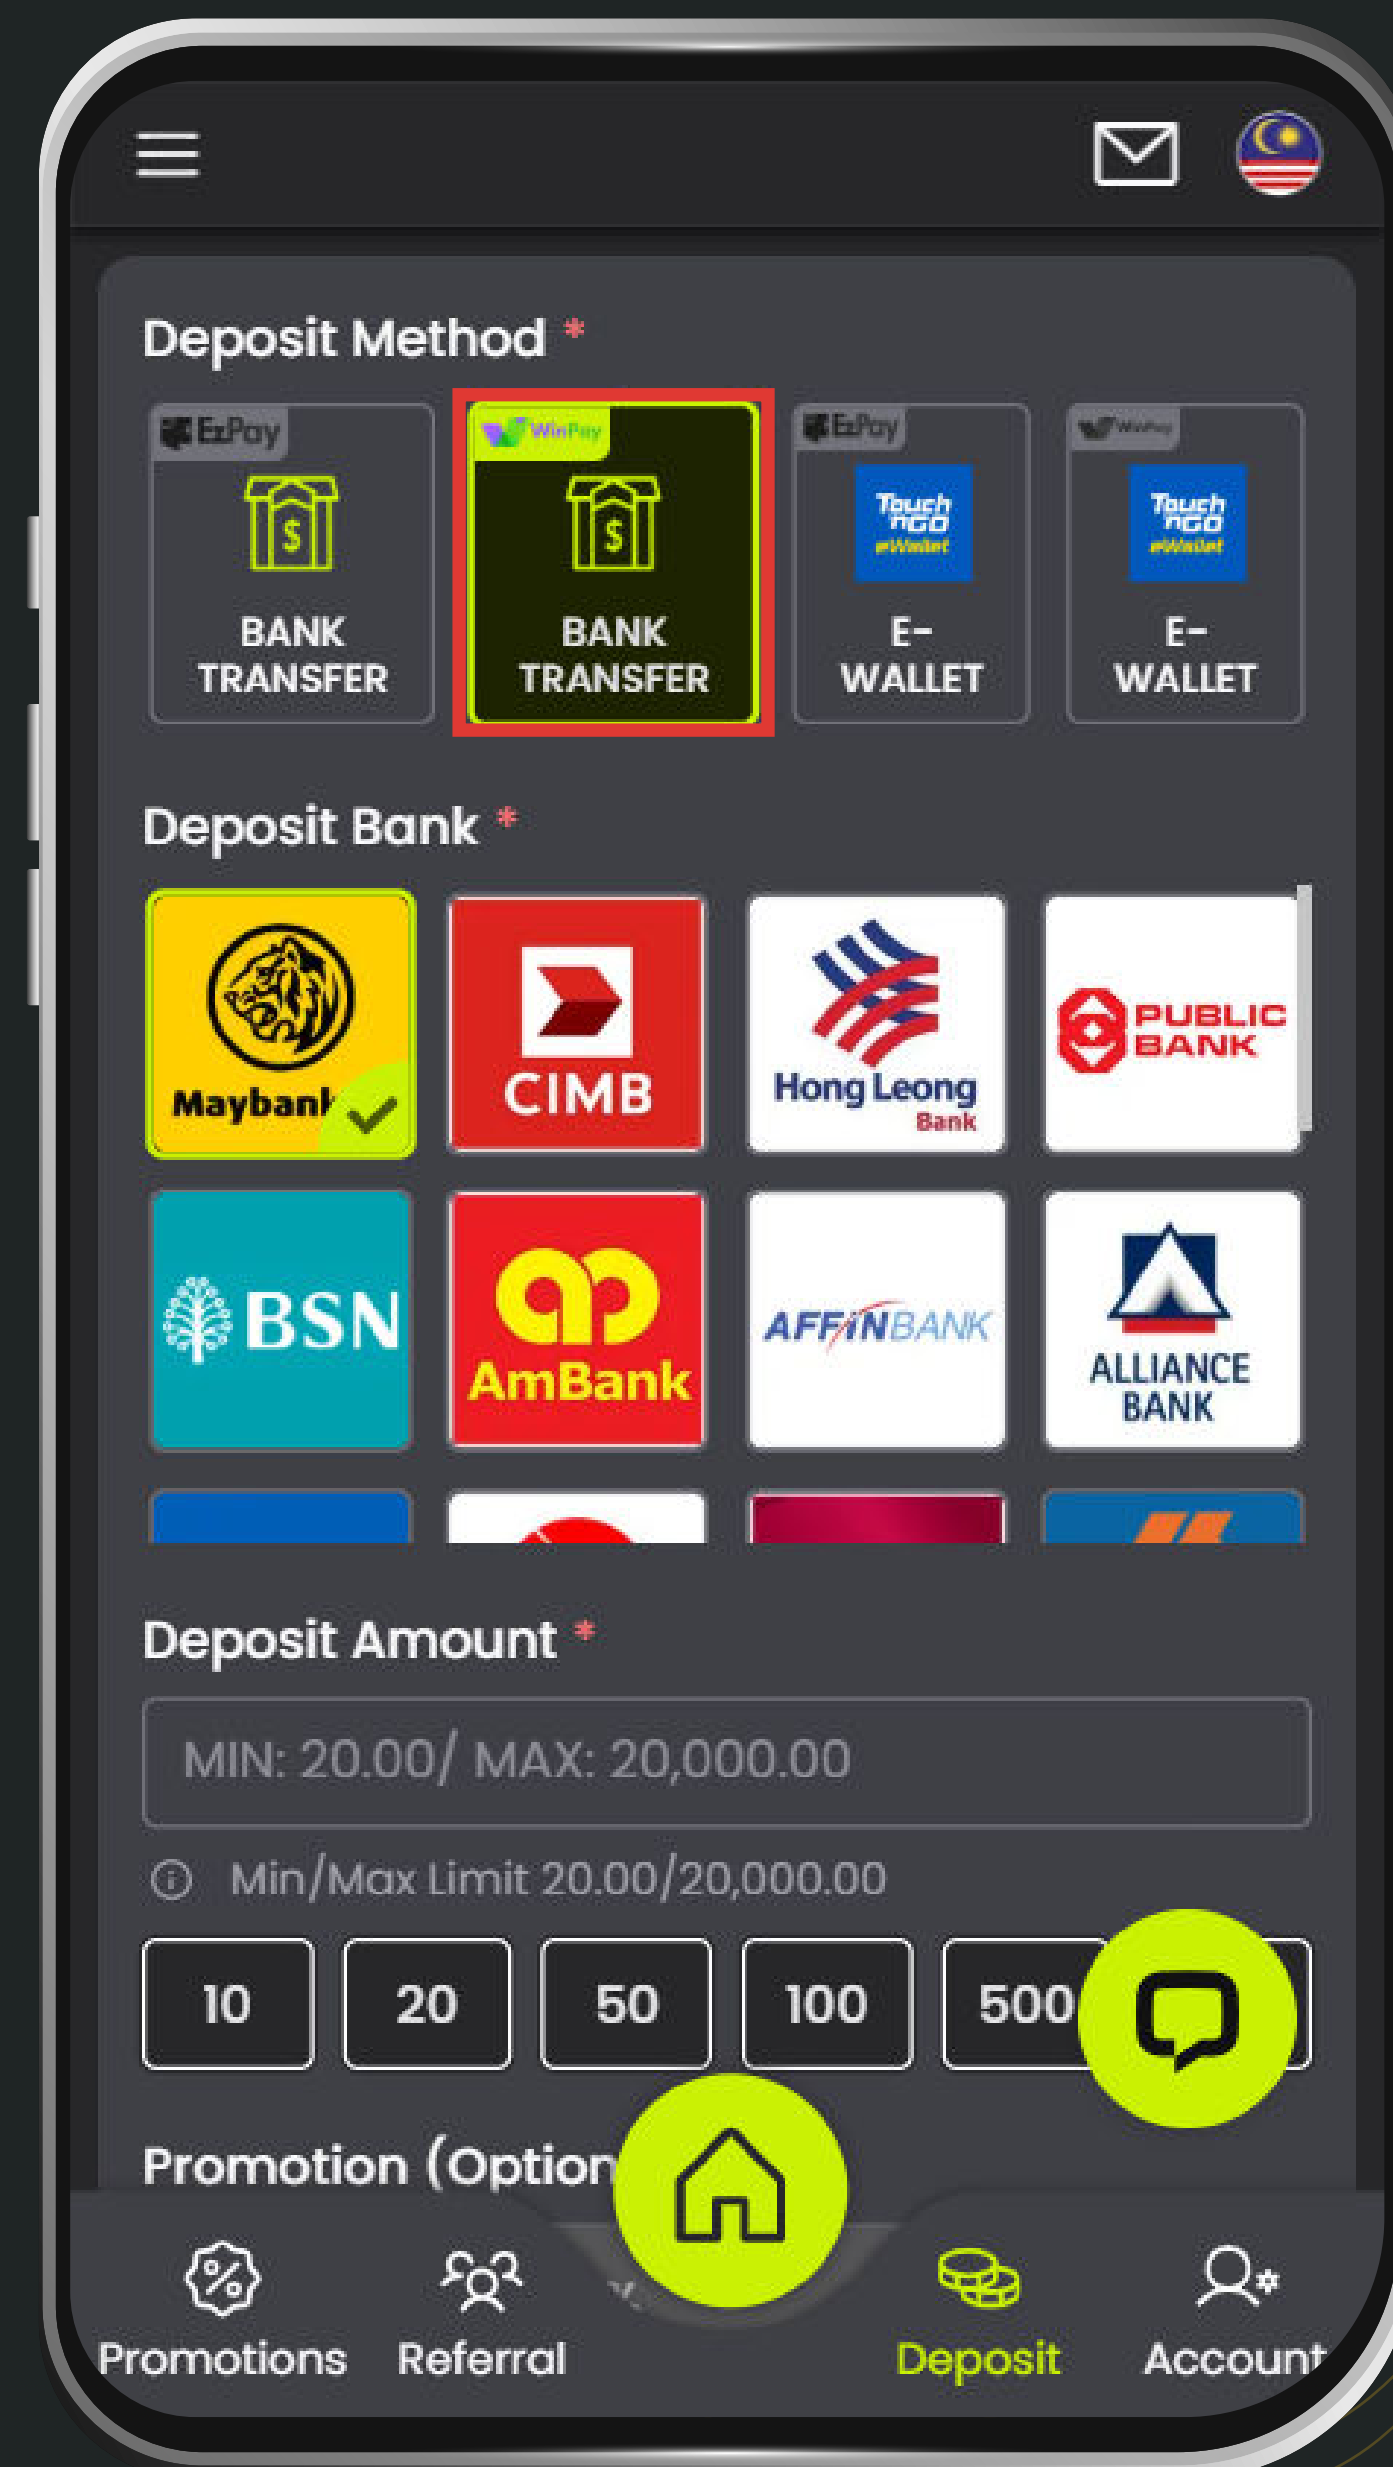 Deposit Method *
EzPay
WinPay
EzPay
WinPay
$
$
Touch
'nGO
eWallet
Touch
'nGO
eWallet
BANK
TRANSFER
BANK
TRANSFER
E-
WALLET
E-
WALLET
Deposit Bank *
Maybank
CIMB
Hong Leong
Bank
PUBLIC
BANK
BSN
AmBank
AFFINBANK
ALLIANCE
BANK
Deposit Amount *
MIN: 20.00/ MAX: 20,000.00
Min/Max Limit 20.00/20,000.00
10
20
50
100
500
Promotion (Option
Promotions
Referral
Deposit
Account